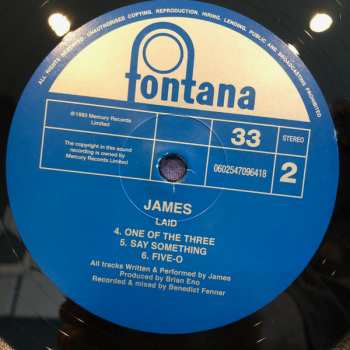 ALL RIGHTS RESERVED. UNAUTHORISED COPYING, REPRODUCTION, HIRING, LENDING, PUBLIC AND BROADCASTING PROHIBITED
fontana
℗1993 Mercury Records
Limited
The copyright in this sound
recording is owned by
Mercury Records Limited
33
STEREO
0602547096418
2
JAMES
LAID
4. ONE OF THE THREE
5. SAY SOMETHING
6. FIVE-O
All tracks Written & Performed by James
Produced by Brian Eno
Recorded & mixed by Benedict Fenner